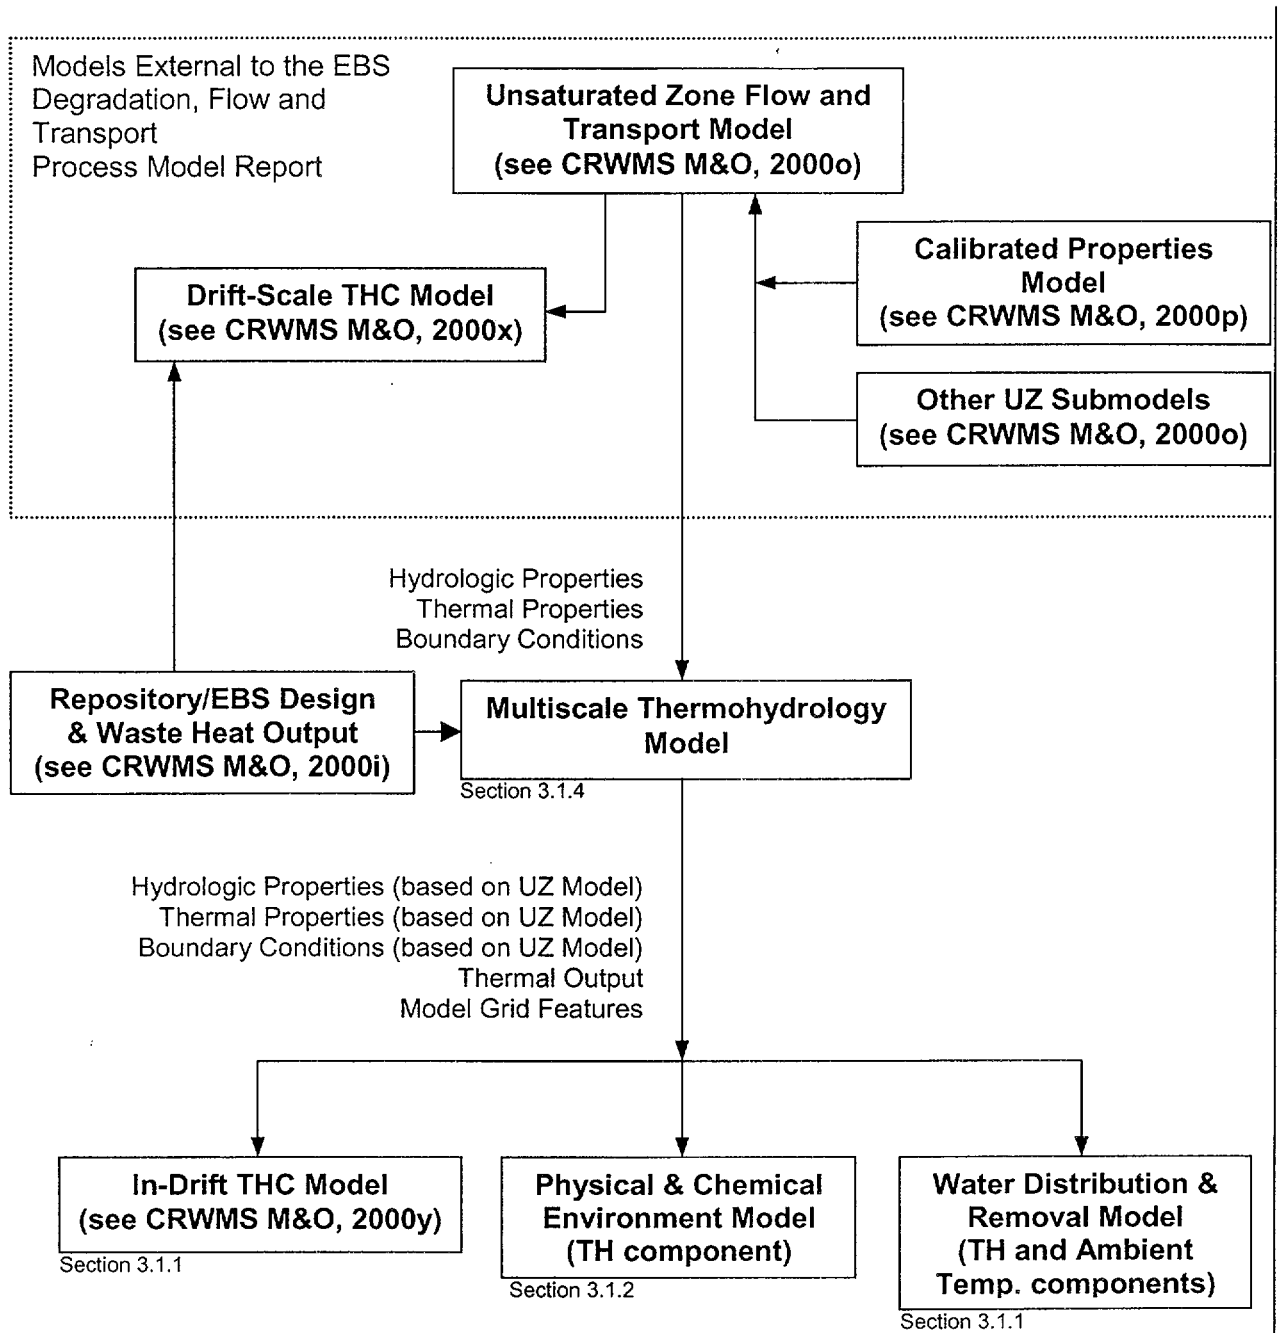 Models External to the EBS
Degradation, Flow and
Transport
Process Model Report
Unsaturated Zone Flow and
Transport Model
(see CRWMS M&O, 2000o)
Calibrated Properties
Model
(see CRWMS M&O, 2000p)
Drift-Scale THC Model
(see CRWMS M&O, 2000x)
Other UZ Submodels
(see CRWMS M&O, 2000o)
Hydrologic Properties
Thermal Properties
Boundary Conditions
Repository/EBS Design
& Waste Heat Output
(see CRWMS M&O, 2000i)
Multiscale Thermohydrology
Model
Section 3.1.4
Hydrologic Properties (based on UZ Model)
Thermal Properties (based on UZ Model)
Boundary Conditions (based on UZ Model)
Thermal Output
Model Grid Features
In-Drift THC Model
(see CRWMS M&O, 2000y)
Section 3.1.1
Physical & Chemical
Environment Model
(TH component)
Section 3.1.2
Water Distribution &
Removal Model
(TH and Ambient
Temp. components)
Section 3.1.1